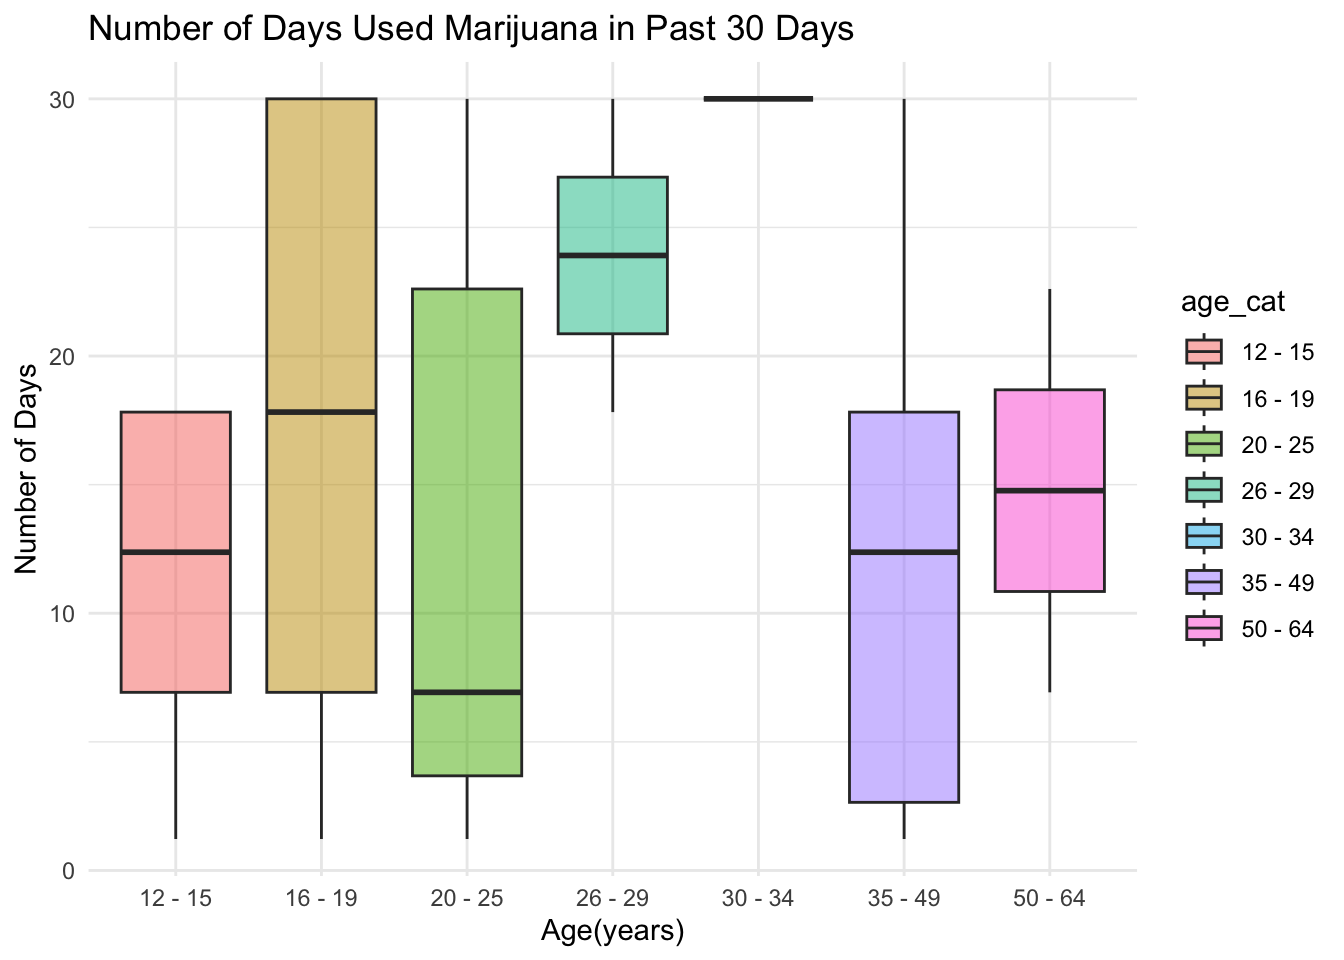 Number of Days Used Marijuana in Past 30 Days
Number of Days
30
20
10
0
12 - 15
16 - 19
20 - 25
26 - 29
30 - 34
35 - 49
50 - 64
Age(years)
age_cat
12 - 15
16 - 19
20 - 25
26 - 29
30 - 34
35 - 49
50 - 64